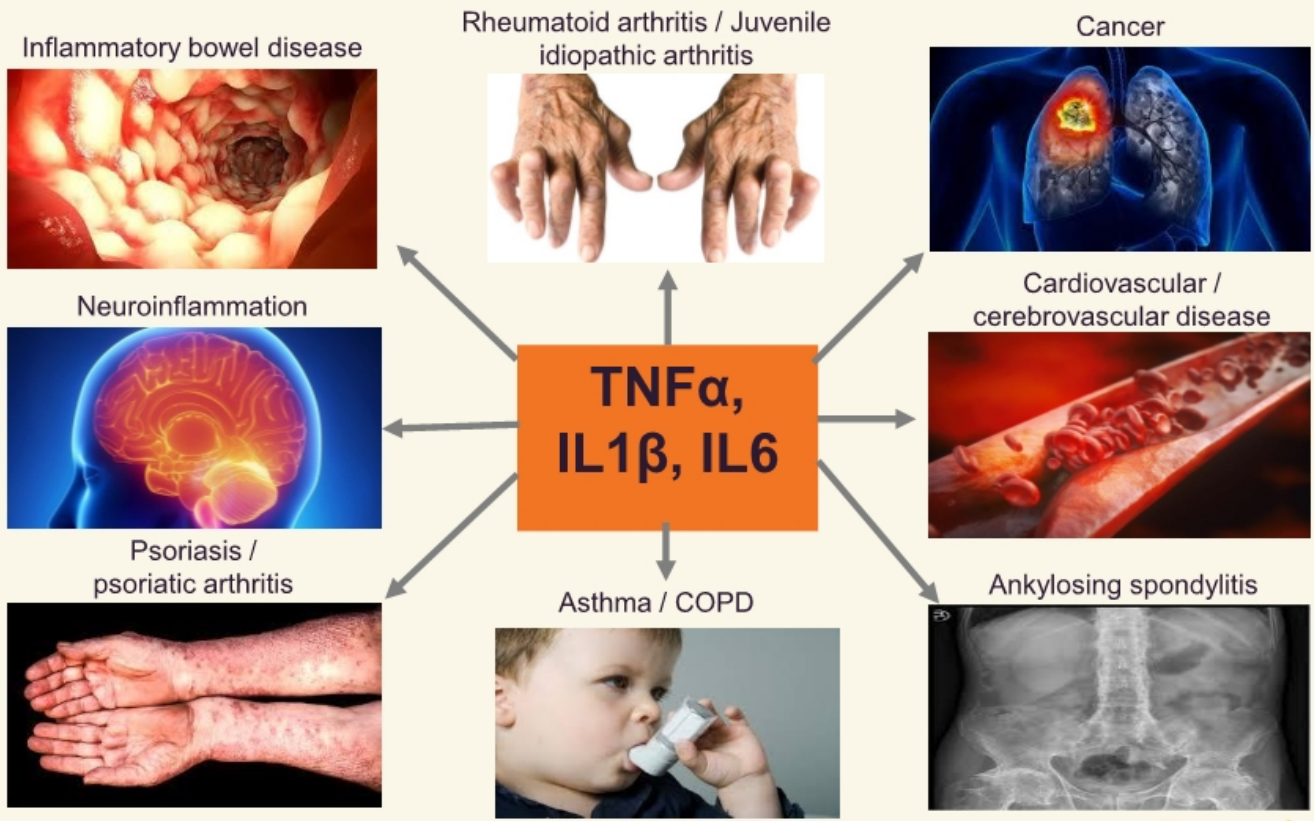 Inflammatory bowel disease
Rheumatoid arthritis / Juvenile
idiopathic arthritis
Cancer
Neuroinflammation
TNFα,
IL1β, IL6
Cardiovascular /
cerebrovascular disease
Psoriasis /
psoriatic arthritis
Asthma / COPD
Ankylosing spondylitis